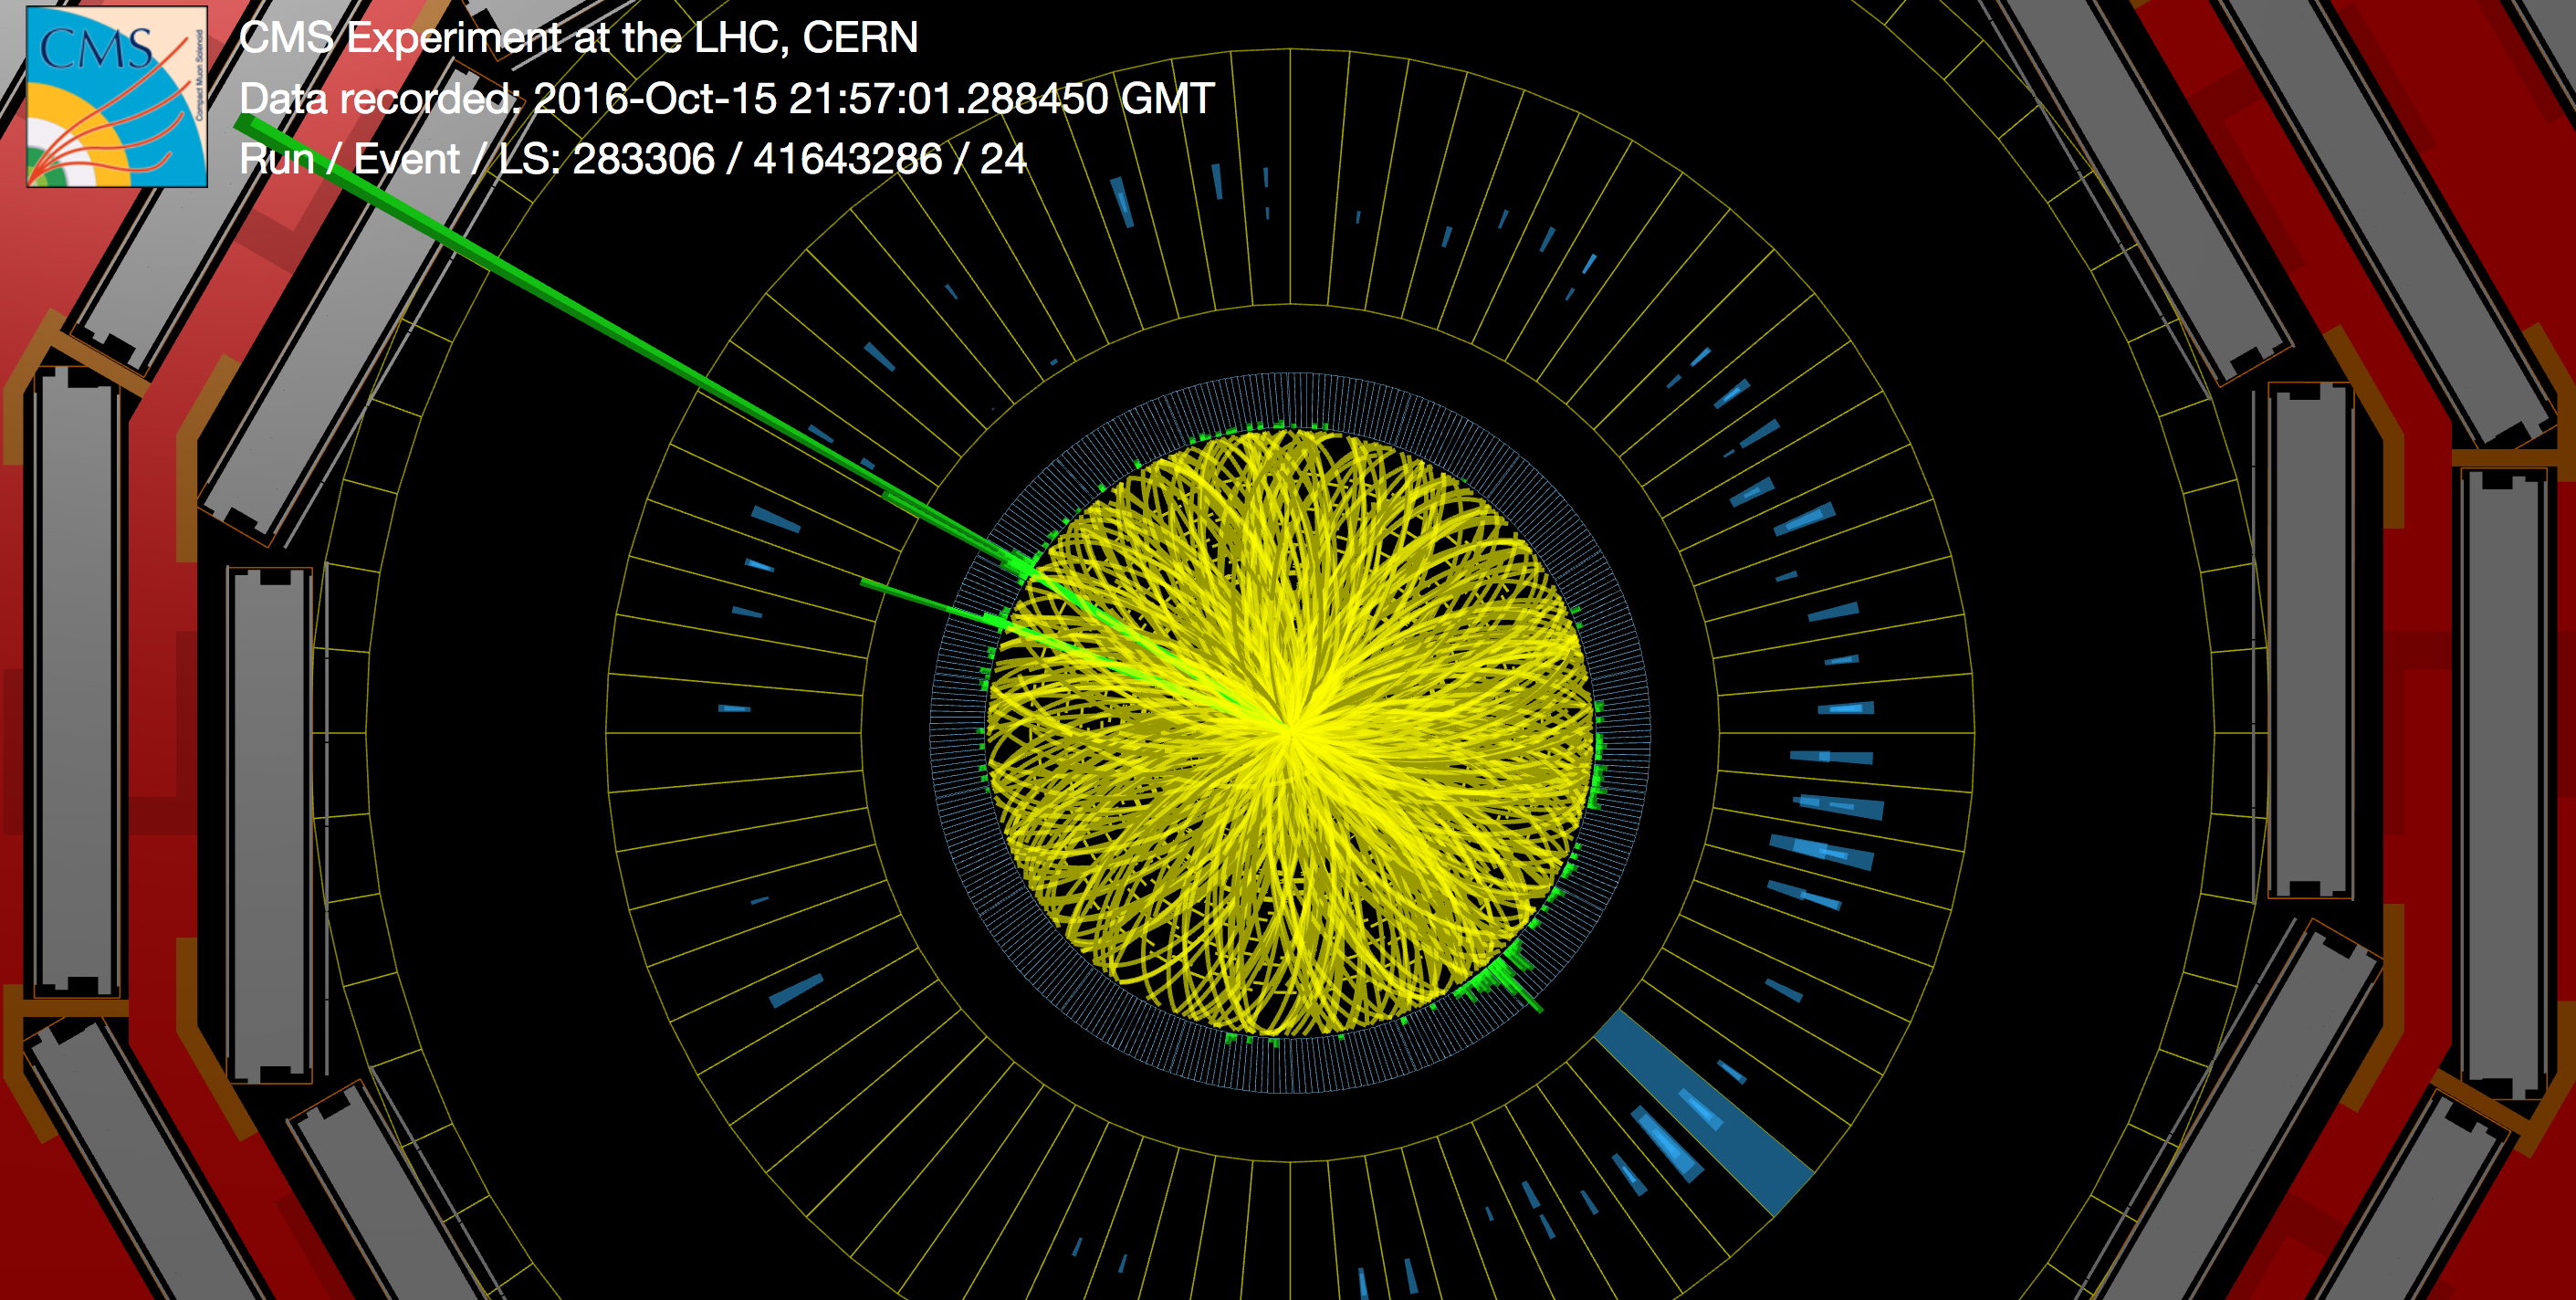 CMS
Compact Muon Solenoid
CMS Experiment at the LHC, CERN
Data recorded: 2016-Oct-15 21:57:01.288450 GMT
Run / Event / LS: 283306 / 41643286 / 24